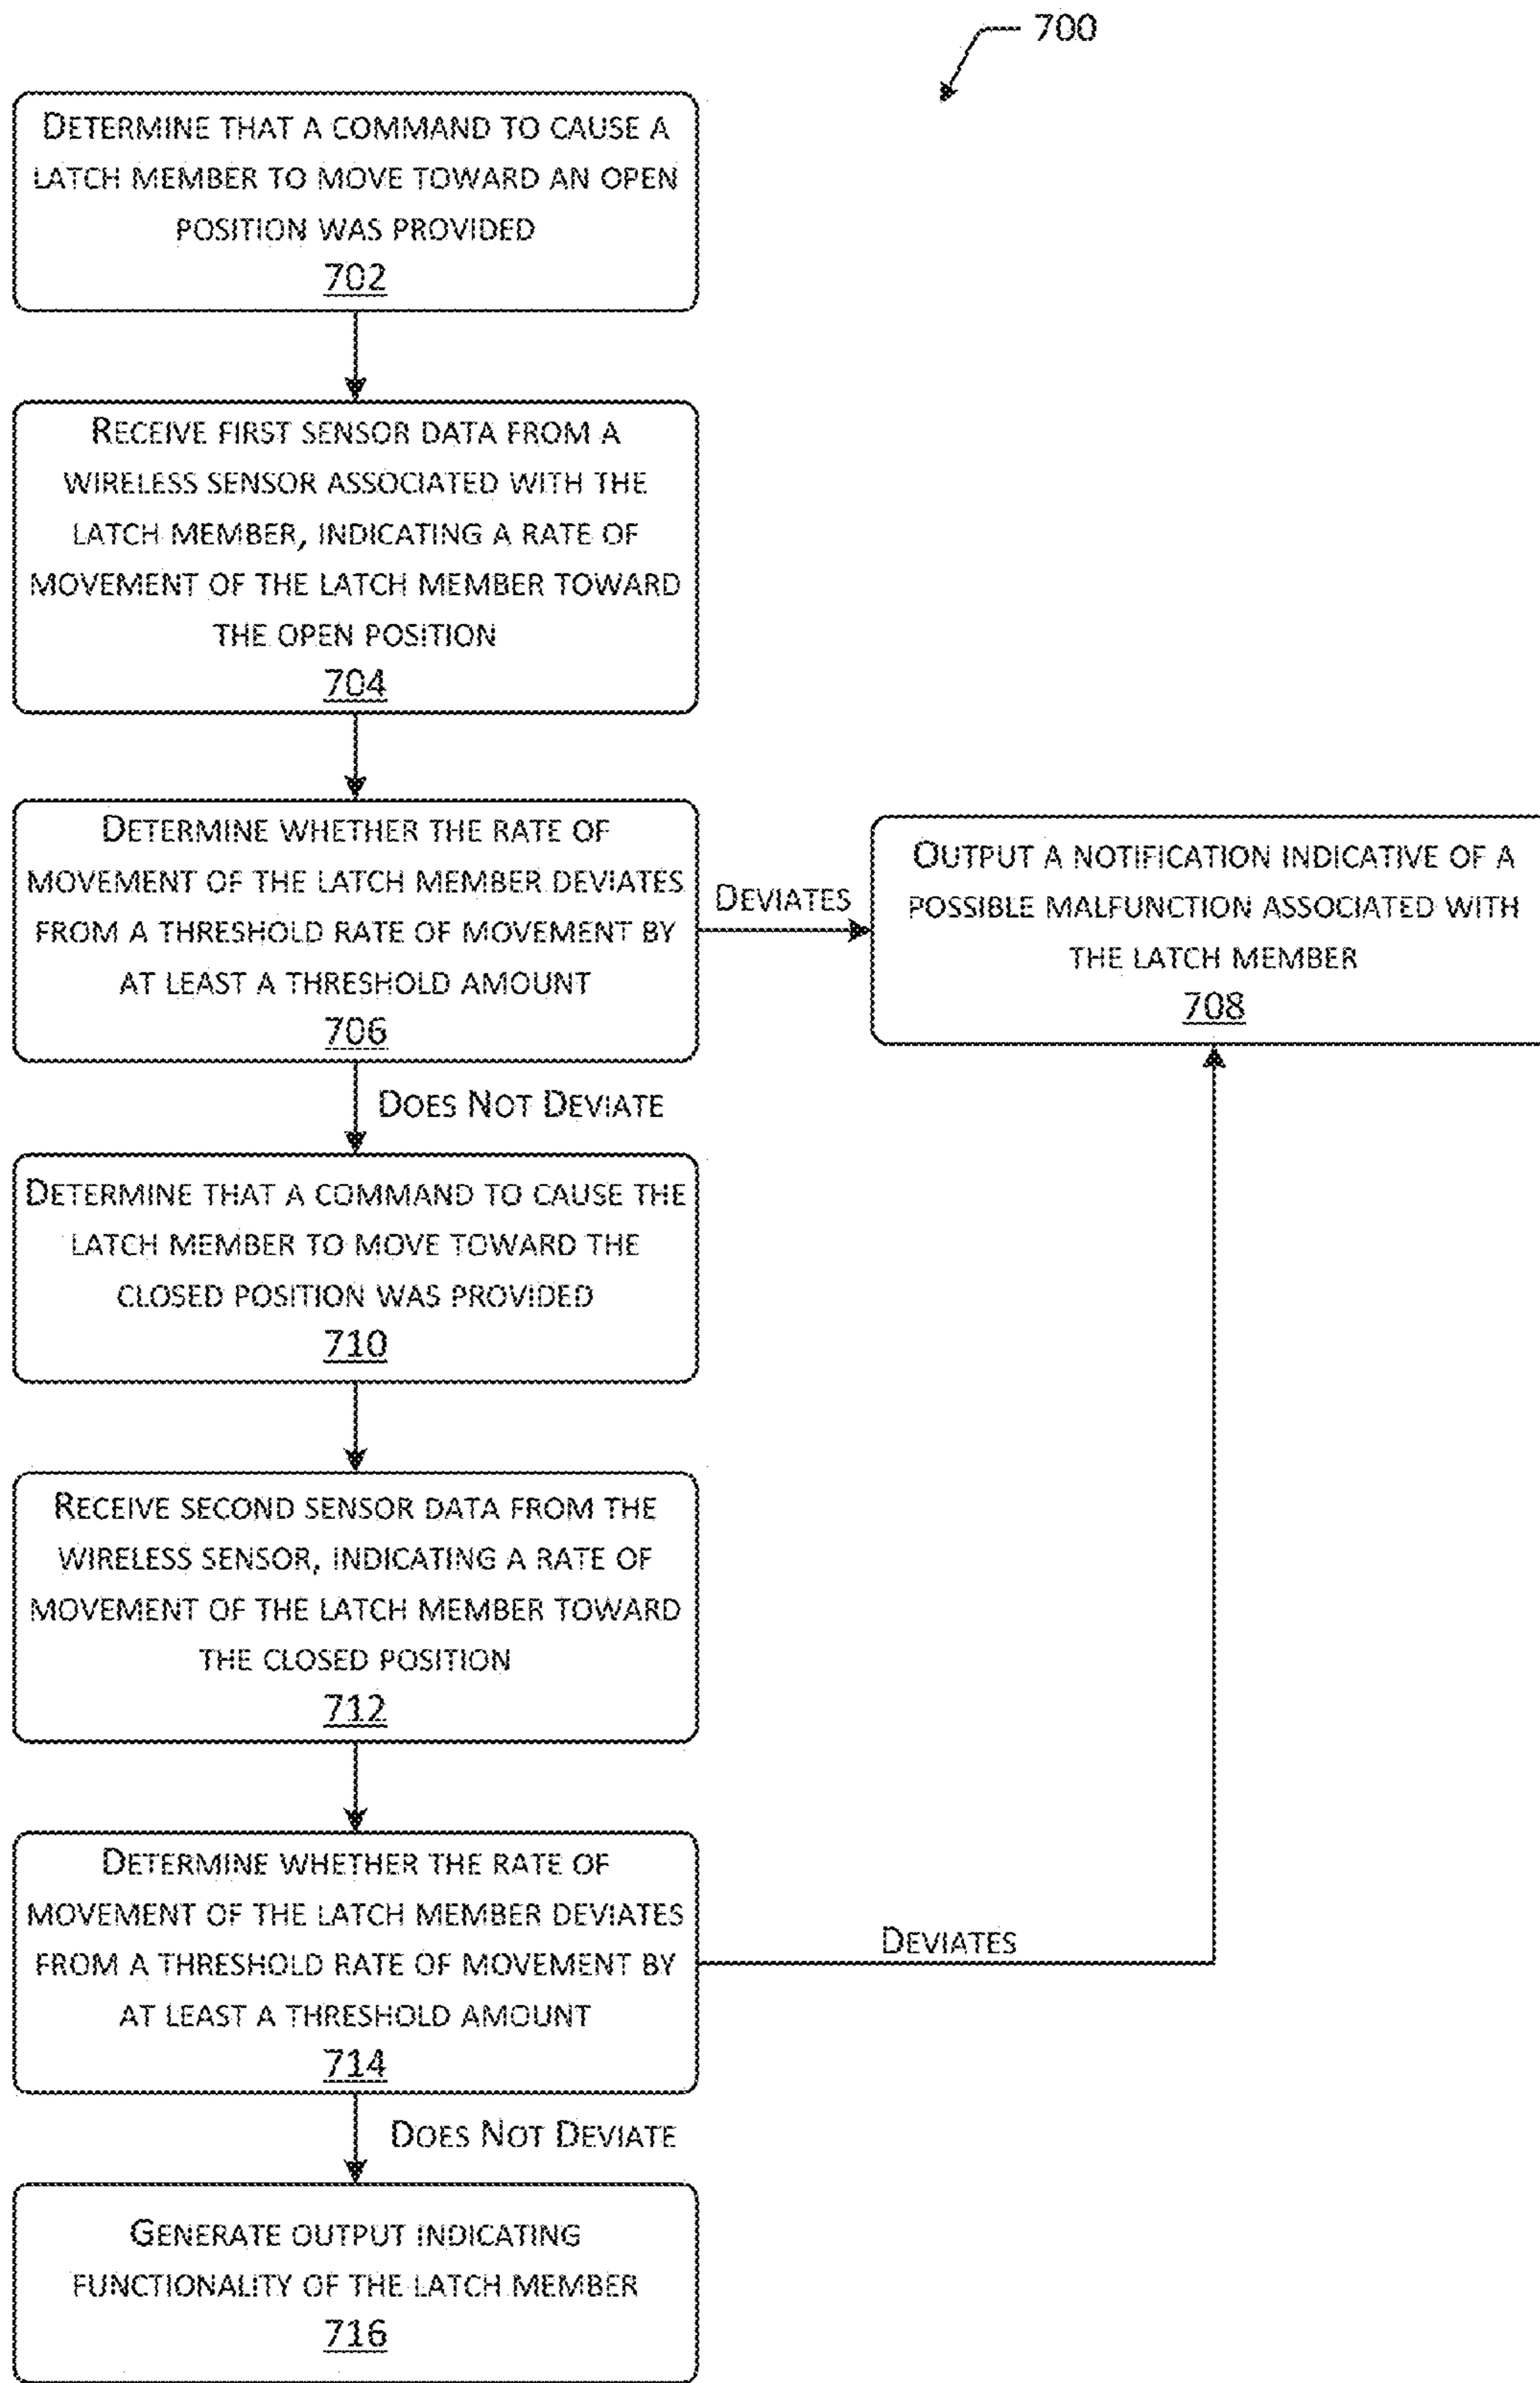 700
DETERMINE THAT A COMMAND TO CAUSE A
LATCH MEMBER TO MOVE TOWARD AN OPEN
POSITION WAS PROVIDED
702
RECEIVE FIRST SENSOR DATA FROM A
WIRELESS SENSOR ASSOCIATED WITH THE
LATCH MEMBER, INDICATING A RATE OF
MOVEMENT OF THE LATCH MEMBER TOWARD
THE OPEN POSITION
704
DETERMINE WHETHER THE RATE OF
MOVEMENT OF THE LATCH MEMBER DEVIATES
FROM A THRESHOLD RATE OF MOVEMENT BY
AT LEAST A THRESHOLD AMOUNT
706
DEVIATES
OUTPUT A NOTIFICATION INDICATIVE OF A
POSSIBLE MALFUNCTION ASSOCIATED WITH
THE LATCH MEMBER
708
DOES NOT DEVIATE
DETERMINE THAT A COMMAND TO CAUSE THE
LATCH MEMBER TO MOVE TOWARD THE
CLOSED POSITION WAS PROVIDED
710
RECEIVE SECOND SENSOR DATA FROM THE
WIRELESS SENSOR, INDICATING A RATE OF
MOVEMENT OF THE LATCH MEMBER TOWARD
THE CLOSED POSITION
712
DETERMINE WHETHER THE RATE OF
MOVEMENT OF THE LATCH MEMBER DEVIATES
FROM A THRESHOLD RATE OF MOVEMENT BY
AT LEAST A THRESHOLD AMOUNT
714
DEVIATES
DOES NOT DEVIATE
GENERATE OUTPUT INDICATING
FUNCTIONALITY OF THE LATCH MEMBER
716